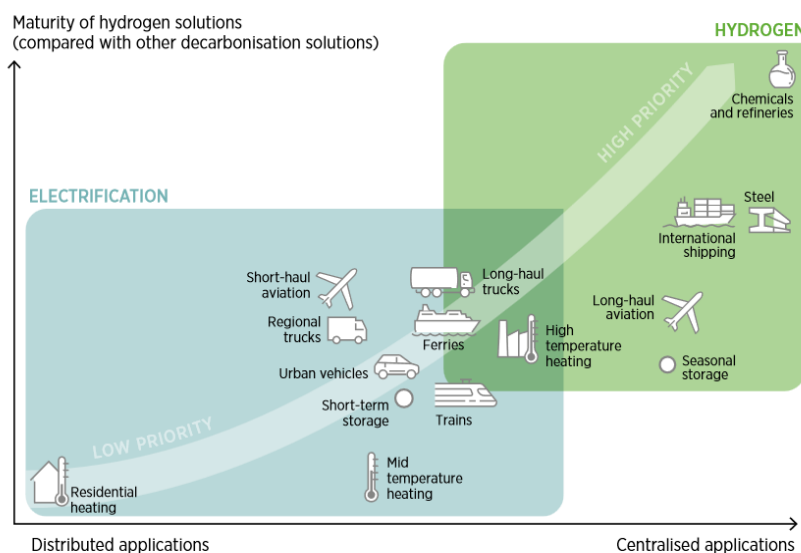 Maturity of hydrogen solutions
(compared with other decarbonisation solutions)
HYDROGEN
HIGH PRIORITY
Chemicals
and refineries
ELECTRIFICATION
Steel
International
shipping
Short-haul
aviation
Long-haul
trucks
Long-haul
aviation
Regional
trucks
Ferries
High
temperature
heating
Urban vehicles
Seasonal
storage
Short-term
storage
Trains
LOW PRIORITY
Mid
temperature
heating
Residential
heating
Distributed applications
Centralised applications